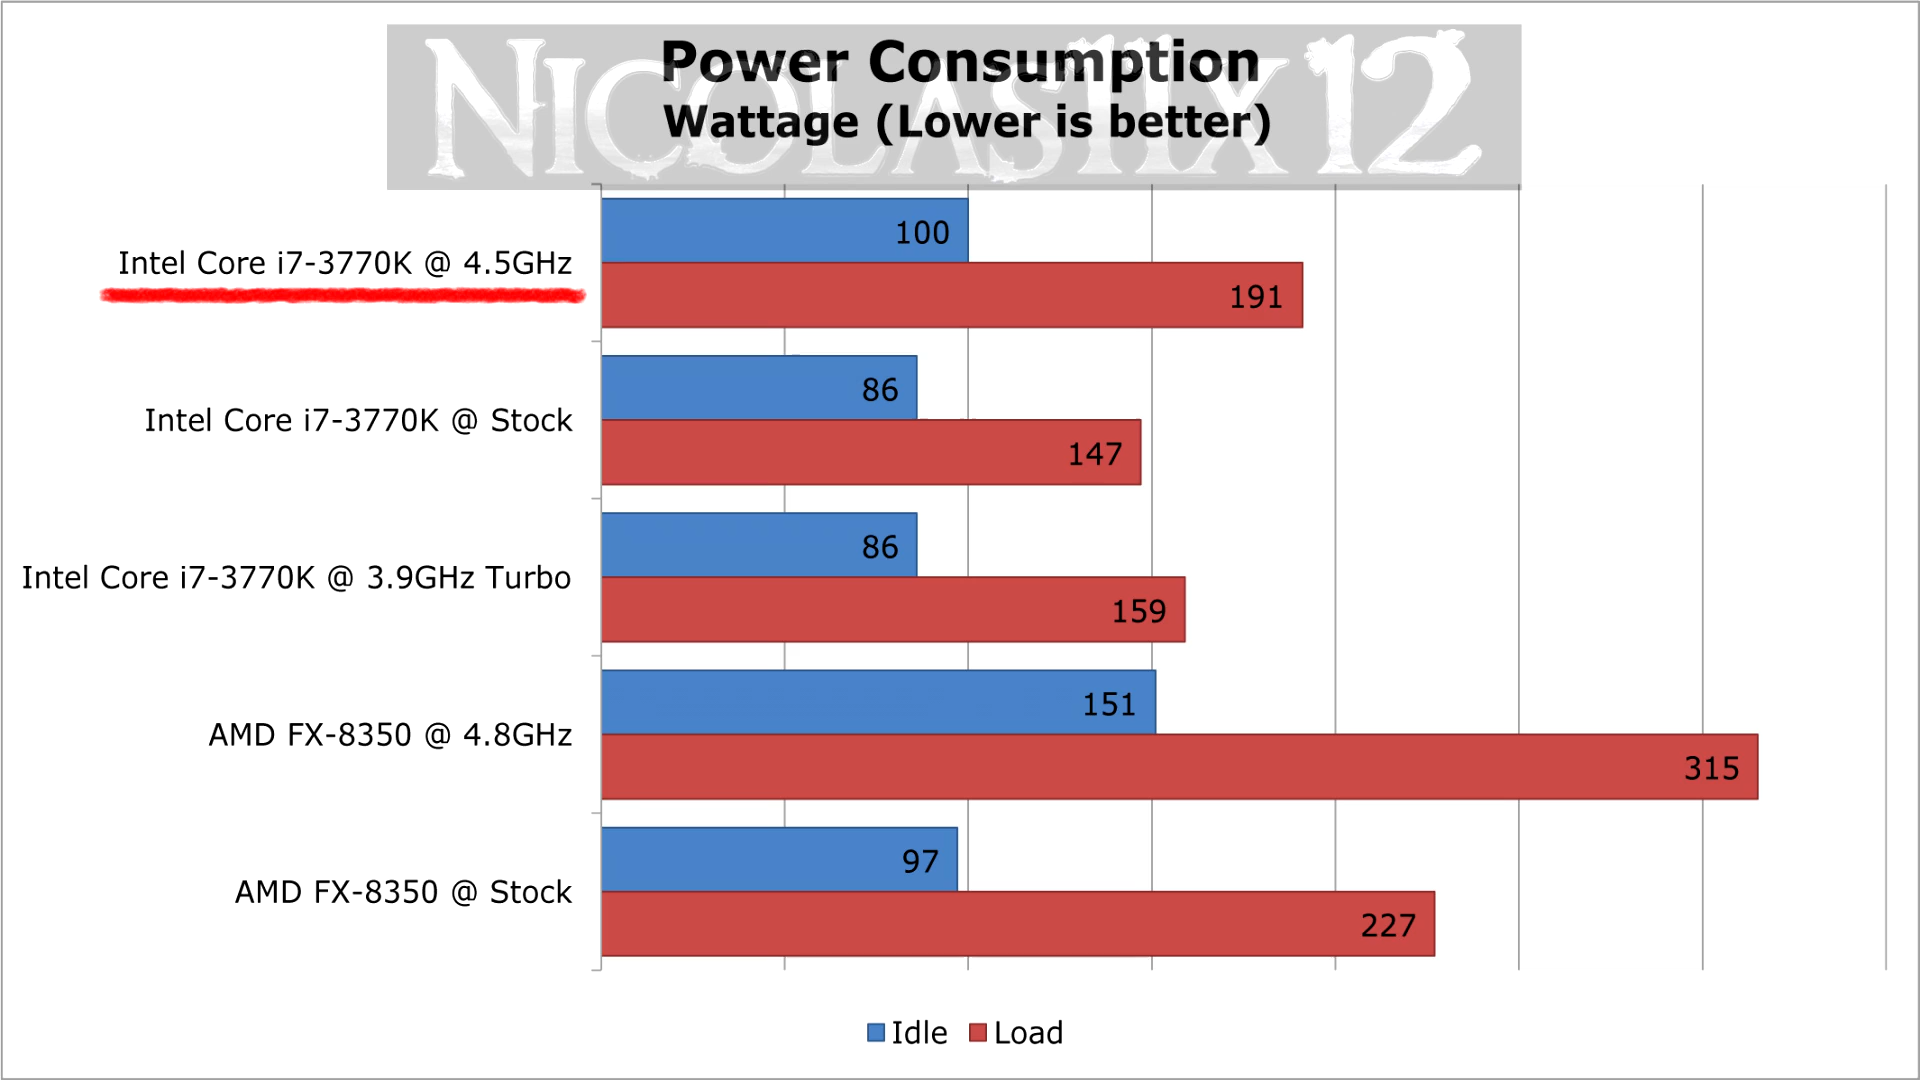 NICOLAS11X12
Power Consumption
Wattage (Lower is better)
Intel Core i7-3770K @ 4.5GHz
100
191
Intel Core i7-3770K @ Stock
86
147
Intel Core i7-3770K @ 3.9GHz Turbo
86
159
AMD FX-8350 @ 4.8GHz
151
315
AMD FX-8350 @ Stock
97
227
Idle Load